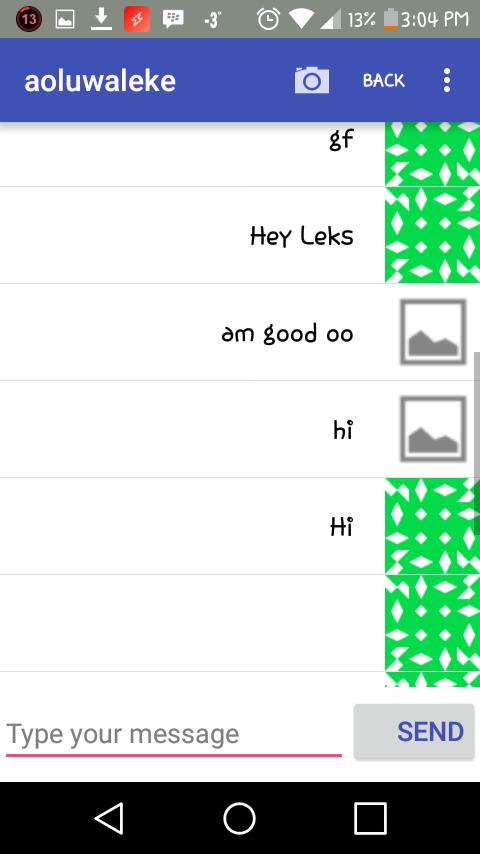 13
-3°
13%
3:04 PM
aoluwaleke
BACK
gf
Hey Leks
am good oo
hi
Hi
Type your message
SEND